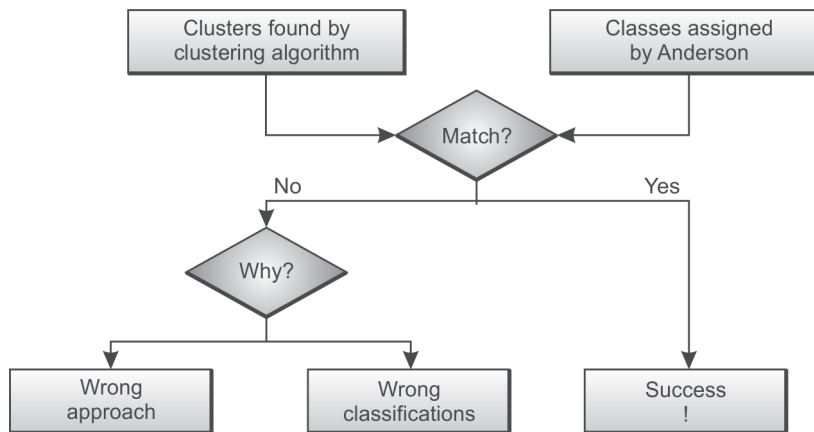 Clusters found by
clustering algorithm
Classes assigned
by Anderson
Match?
No
Yes
Why?
Wrong
approach
Wrong
classifications
Success
!